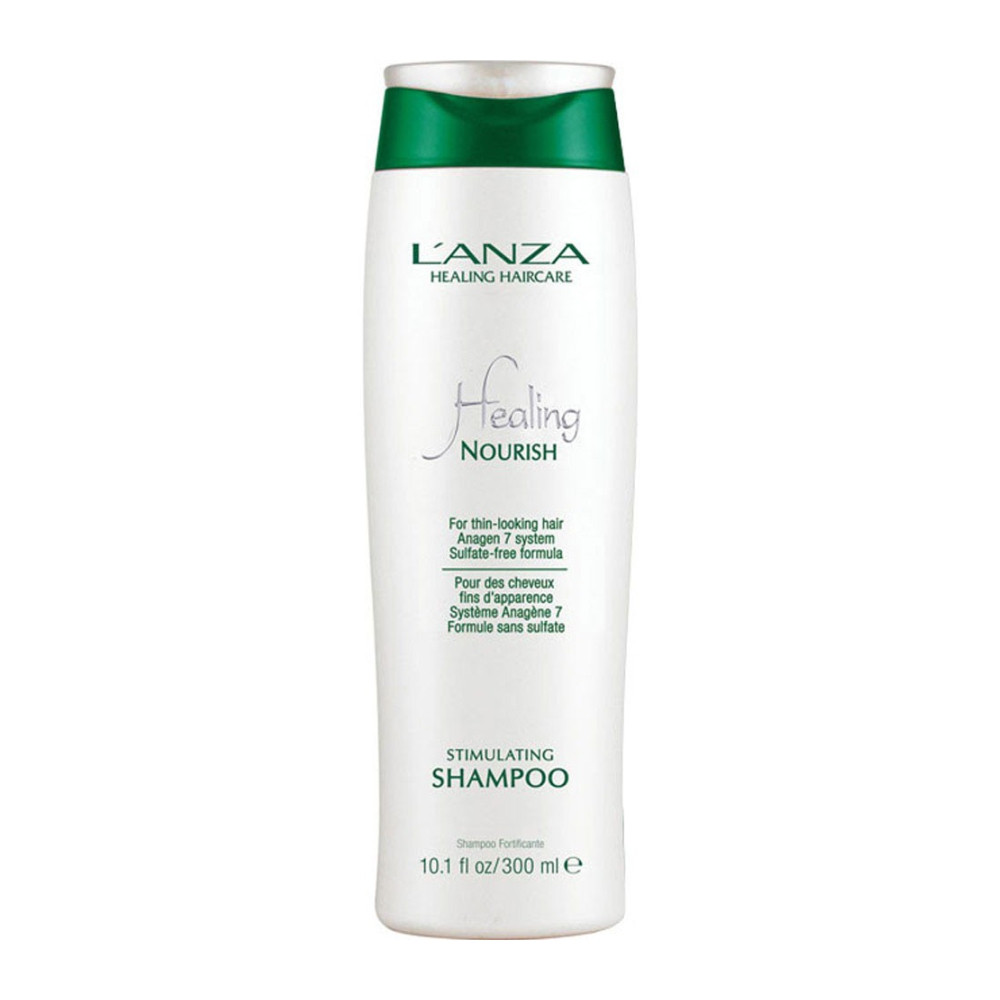 L'ANZA
HEALING HAIRCARE
Healing
NOURISH
For thin-looking hair
Anagen 7 system
Sulfate-free formula
Pour des cheveux
fins d'apparence
Système Anagène 7
Formule sans sulfate
STIMULATING
SHAMPOO
Shampoo Fortificante
10.1 fl oz/300 ml ℮